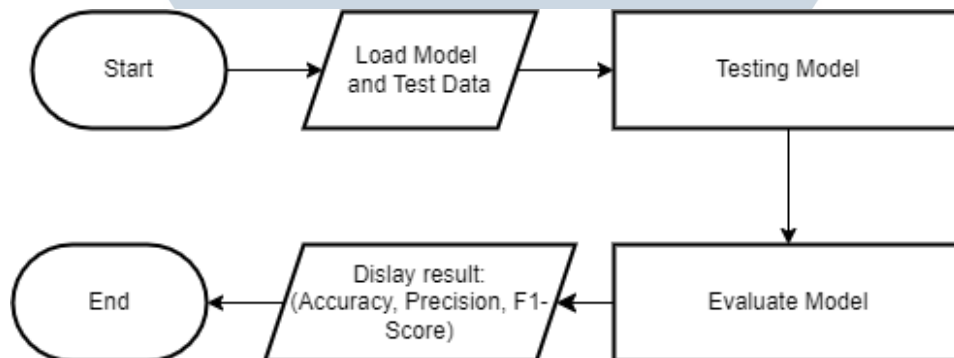 Start
Load Model
and Test Data
Testing Model
Evaluate Model
Dislay result:
(Accuracy, Precision, F1-
Score)
End